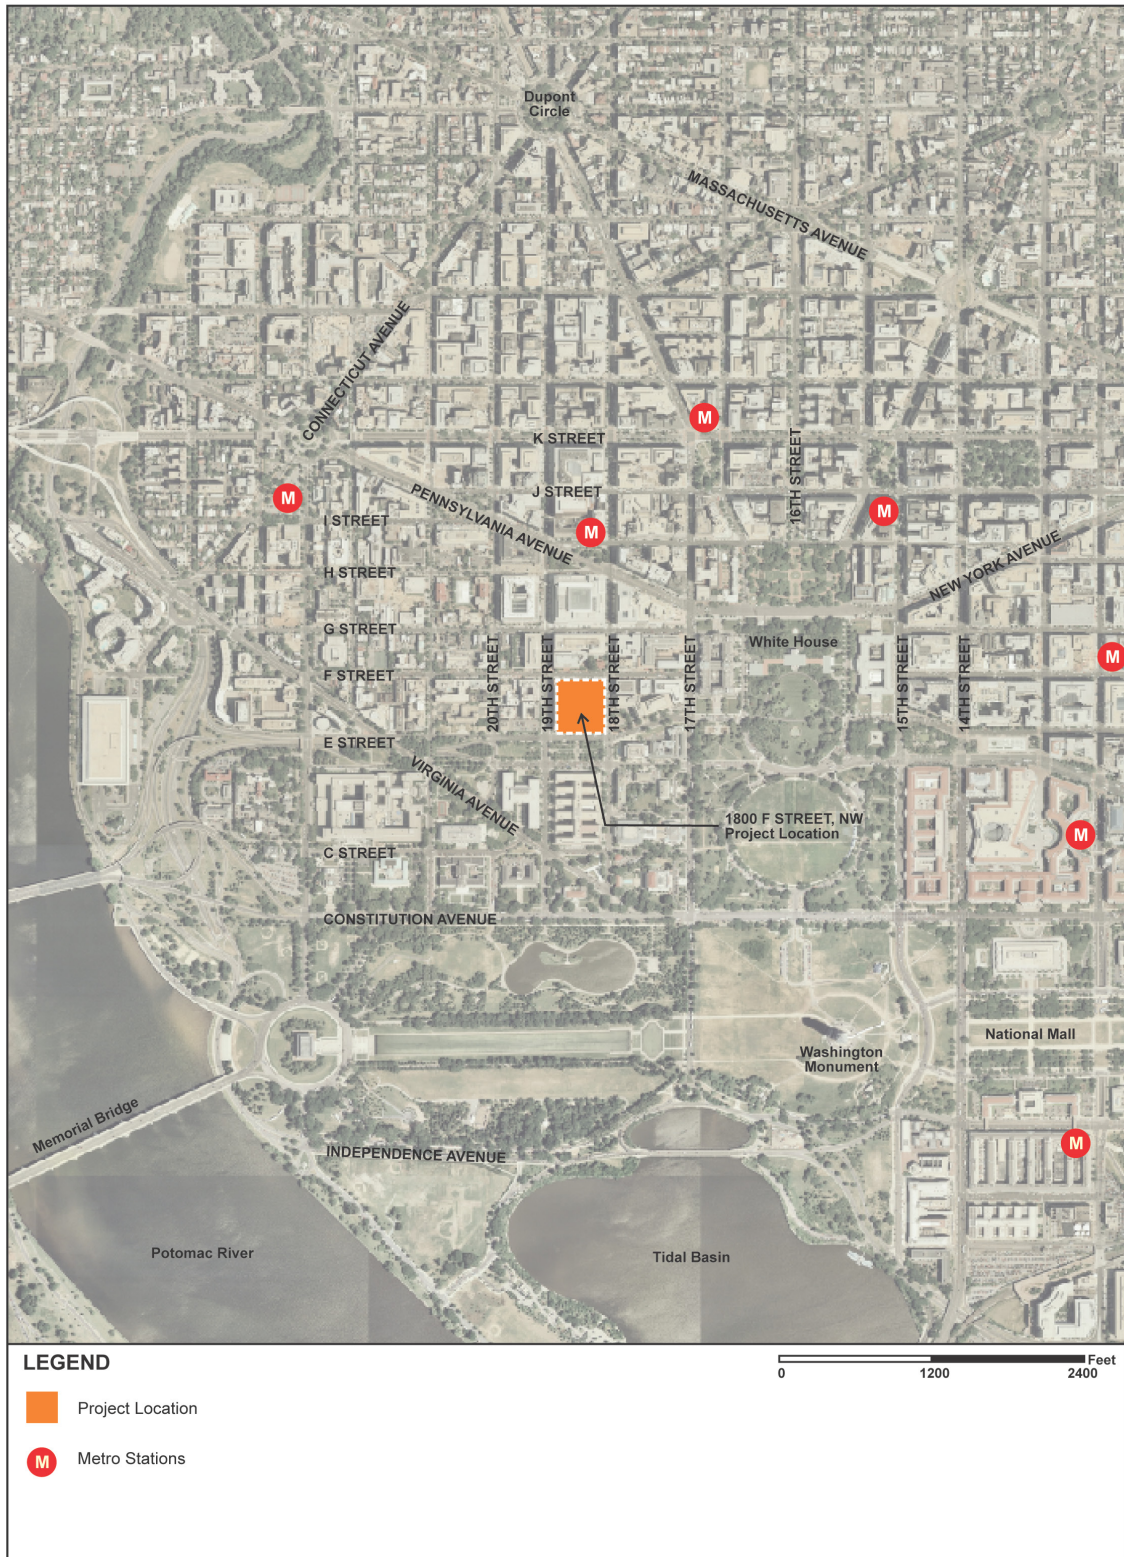 Dupont
Circle
MASSACHUSETTS AVENUE
CONNECTICUT AVENUE
M
K STREET
16TH STREET
J STREET
M
PENNSYLVANIA AVENUE
M
I STREET
M
NEW YORK AVENUE
H STREET
G STREET
White House
M
F STREET
20TH STREET
19TH STREET
18TH STREET
17TH STREET
15TH STREET
14TH STREET
E STREET
VIRGINIA AVENUE
1800 F STREET, NW
Project Location
M
C STREET
CONSTITUTION AVENUE
National Mall
Washington
Monument
Memorial Bridge
M
INDEPENDENCE AVENUE
Potomac River
Tidal Basin
LEGEND
Feet
0 1200 2400
Project Location
M Metro Stations